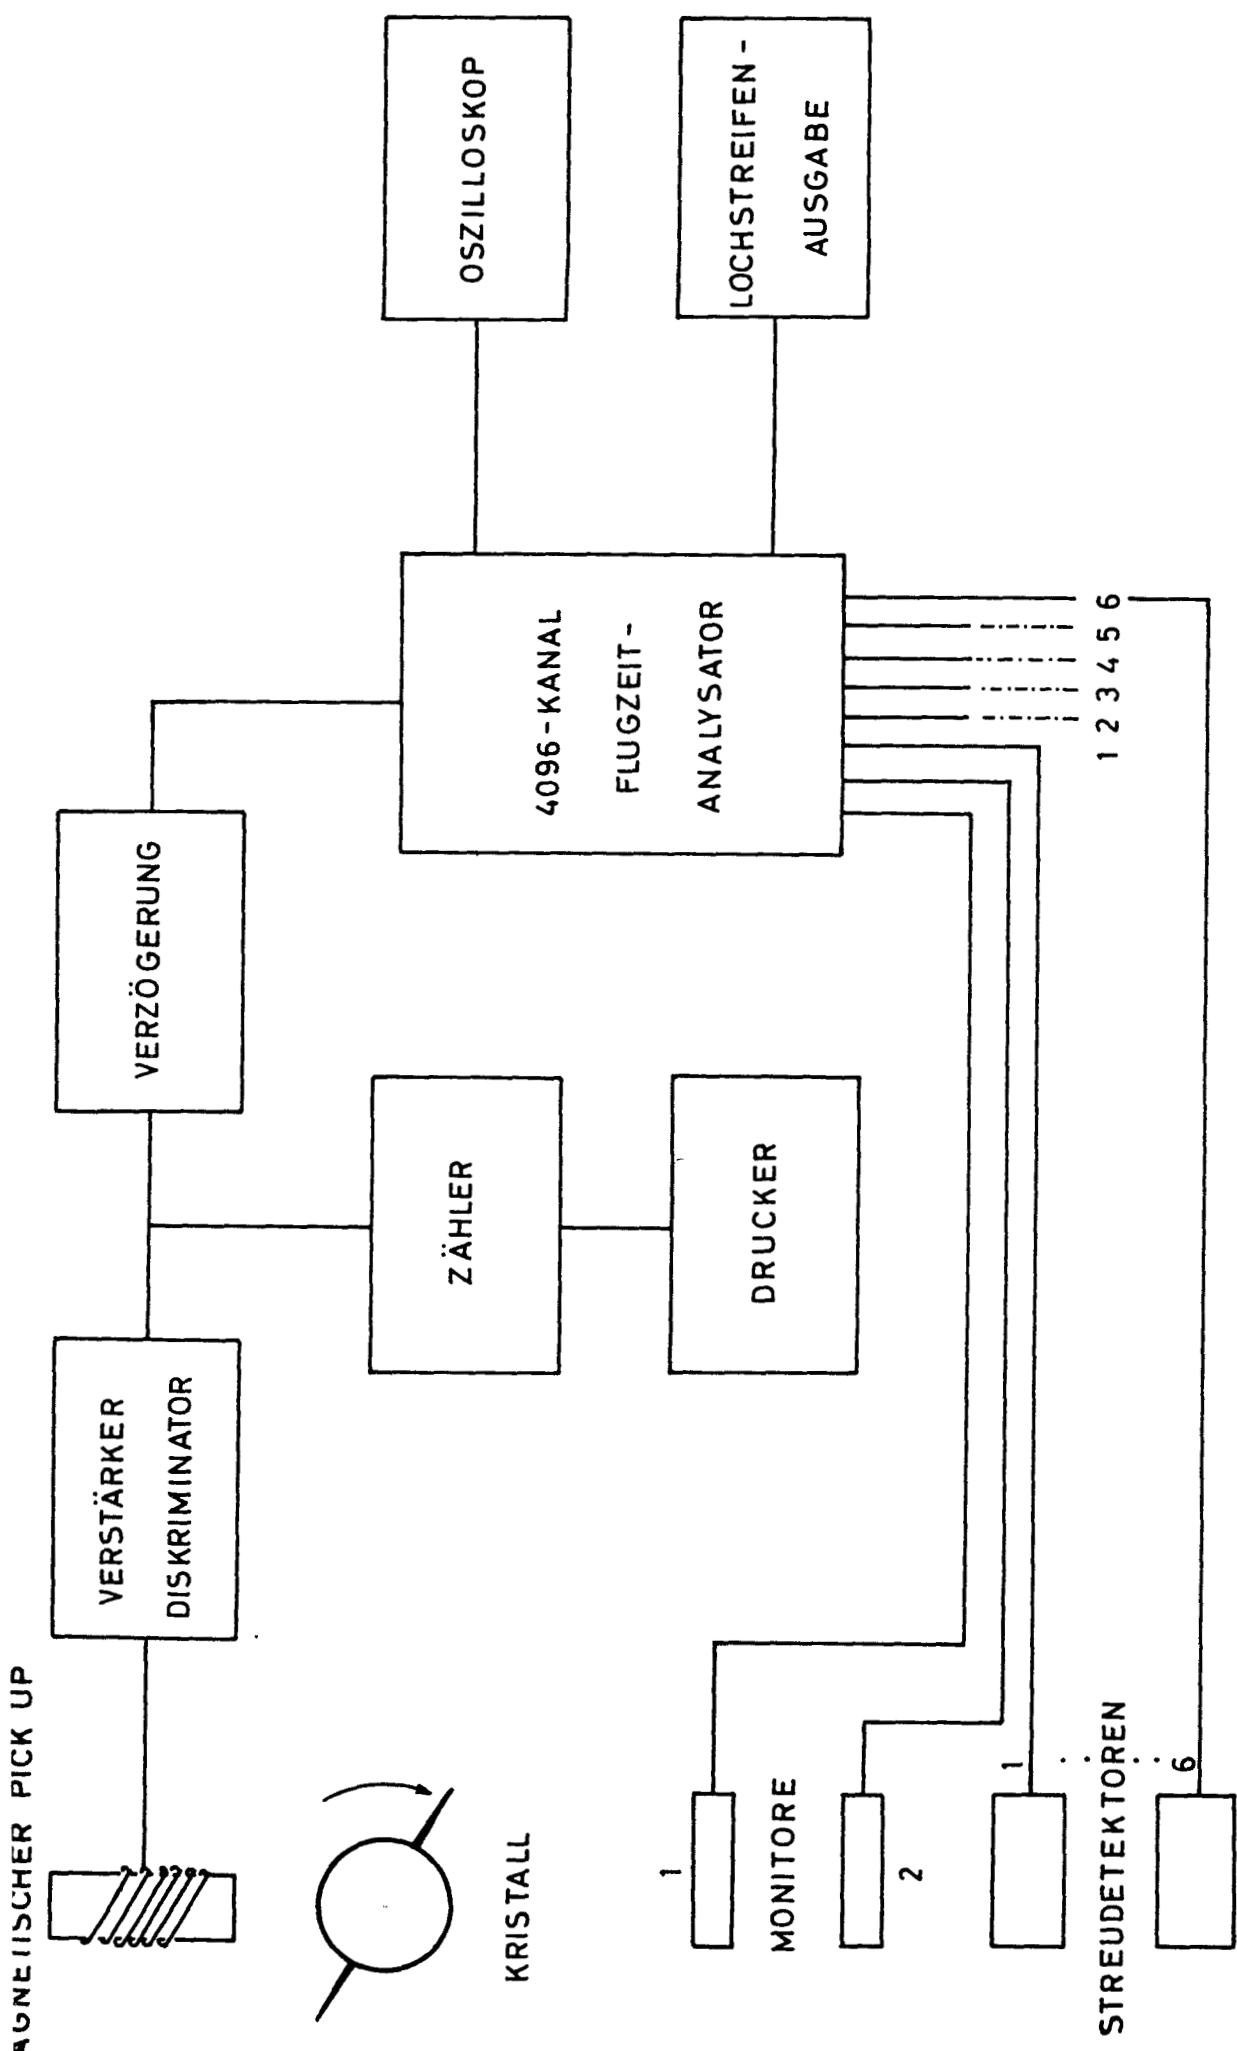 AGNETISCHER PICK UP
VERSTÄRKER
DISKRIMINATOR
VERZÖGERUNG
KRISTALL
ZÄHLER
DRUCKER
4096-KANAL
FLUGZEIT-
ANALYSATOR
OSZILLOSKOP
LOCHSTREIFEN-
AUSGABE
1
MONITORE
2
1
6
STREUDETEKTOREN
1 2 3 4 5 6